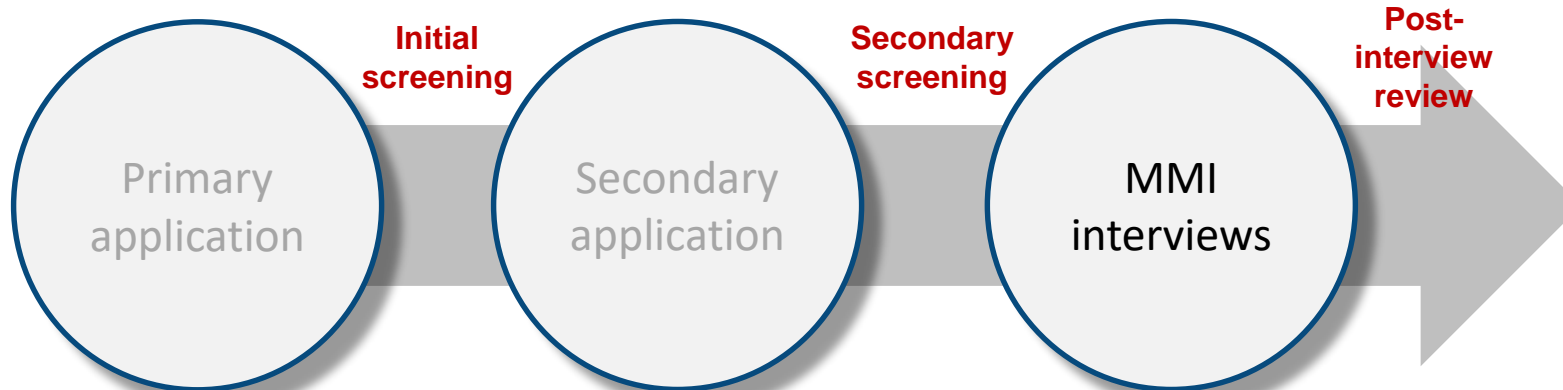 Primary
application
Initial
screening
Secondary
application
Secondary
screening
MMI
interviews
Post-
interview
review